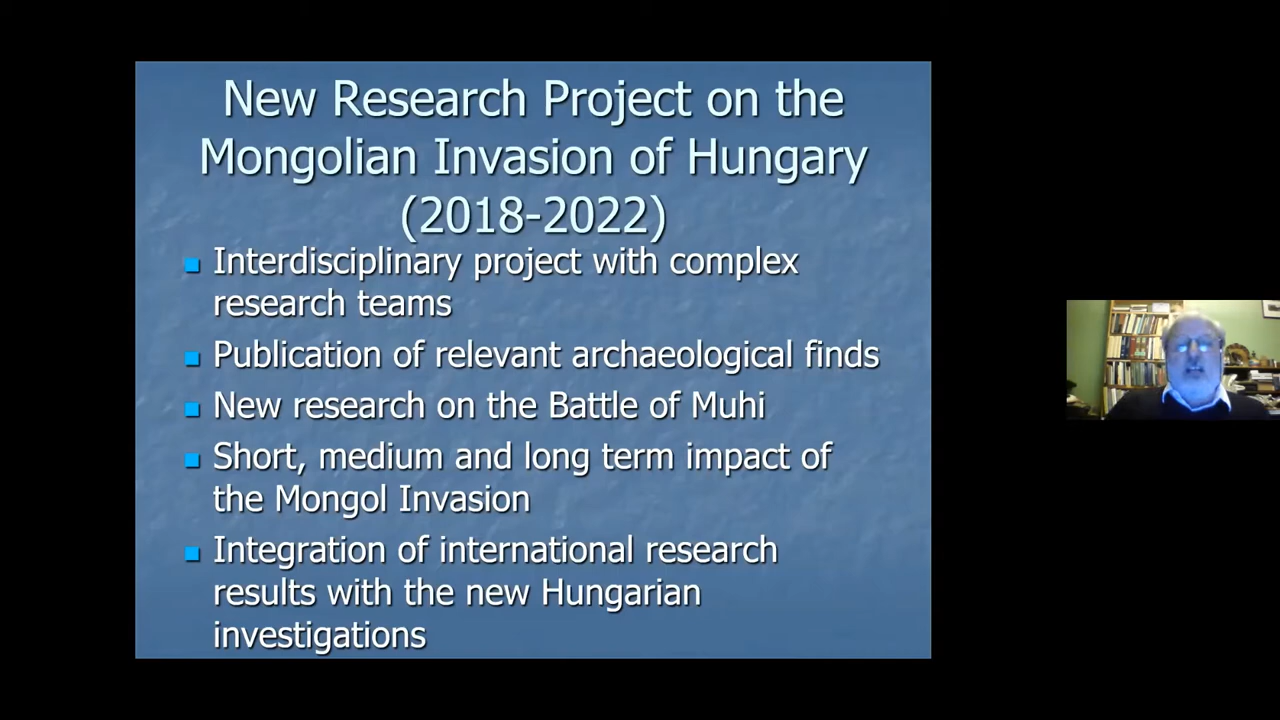 New Research Project on the
Mongolian Invasion of Hungary
(2018-2022)
Interdisciplinary project with complex
research teams
Publication of relevant archaeological finds
New research on the Battle of Muhi
Short, medium and long term impact of
the Mongol Invasion
Integration of international research
results with the new Hungarian
investigations